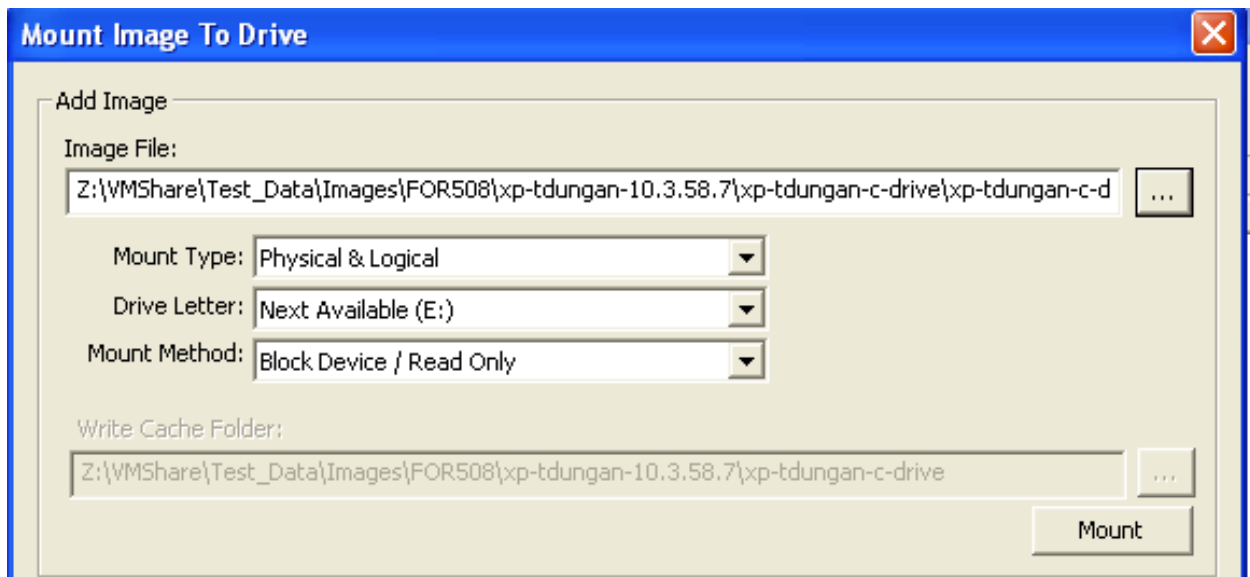 Mount Image To Drive
Add Image
Image File:
Z:\VMShare\Test_Data\Images\FOR508\xp-tdungan-10.3.58.7\xp-tdungan-c-drive\xp-tdungan-c-d
...
Mount Type: Physical & Logical
Drive Letter: Next Available (E:)
Mount Method: Block Device / Read Only
Write Cache Folder:
Z:\VMShare\Test_Data\Images\FOR508\xp-tdungan-10.3.58.7\xp-tdungan-c-drive
...
Mount